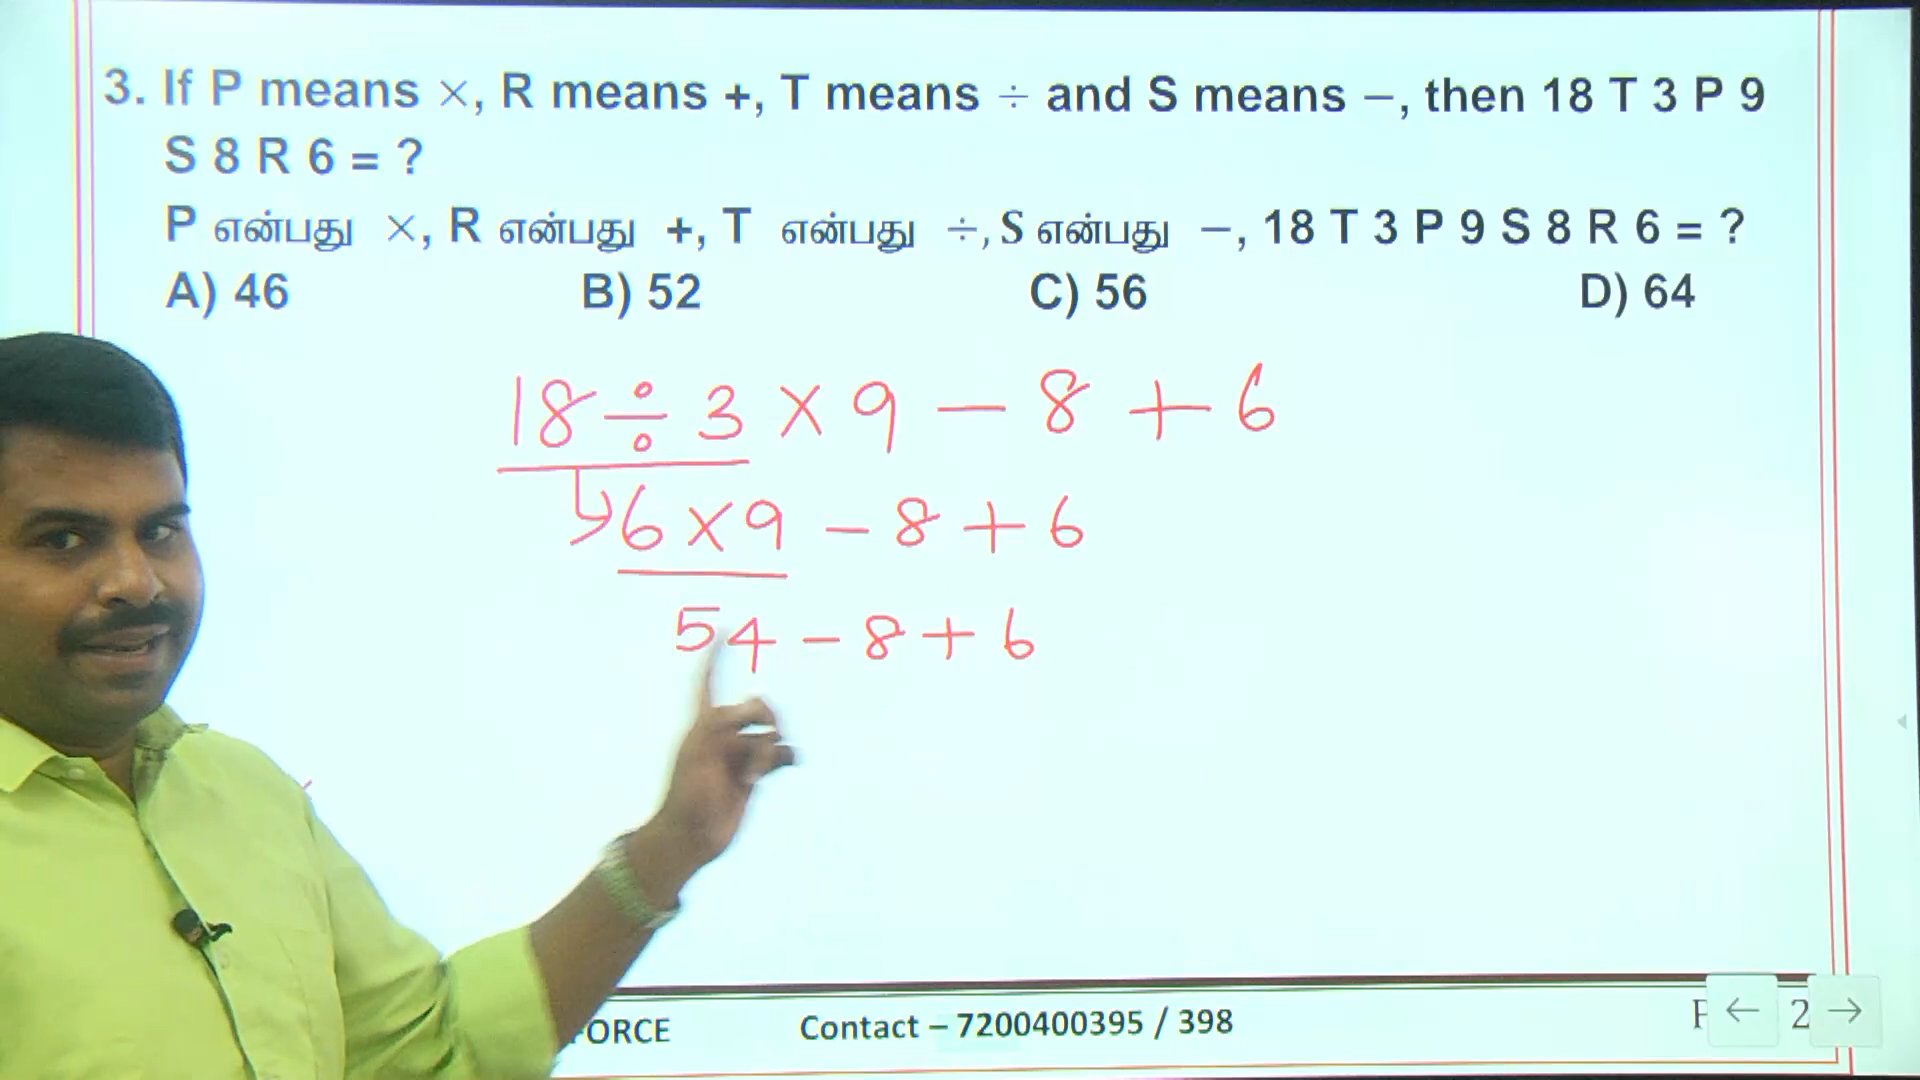 3. If P means ×, R means +, T means ÷ and S means −, then 18 T 3 P 9
S 8 R 6 = ?
P என்பது ×, R என்பது +, T என்பது ÷, S என்பது −, 18 T 3 P 9 S 8 R 6 = ?
A) 46 B) 52 C) 56 D) 64
18 ÷ 3 × 9 − 8 + 6
6 × 9 − 8 + 6
54 − 8 + 6
FORCE Contact – 7200400395 / 398 2